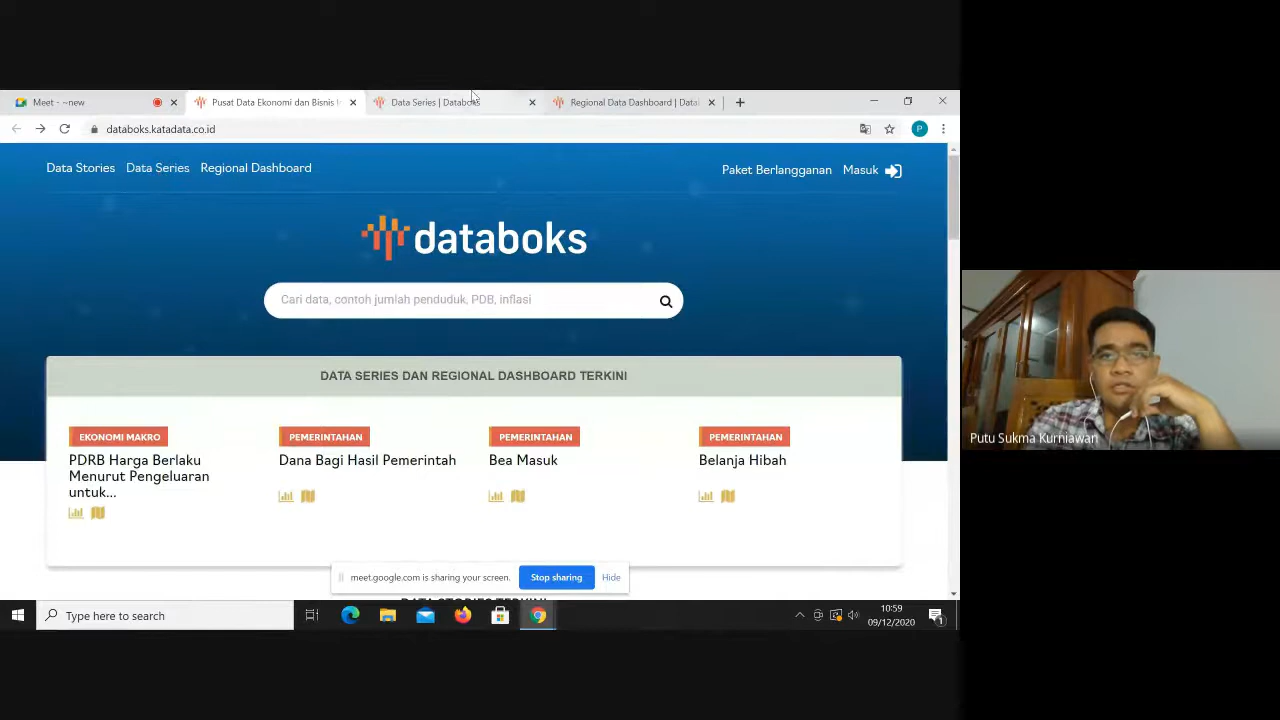 Meet - ~new
Pusat Data Ekonomi dan Bisnis I
Data Series | Databoks
Regional Data Dashboard | Data
databoks.katadata.co.id
P
Data Stories Data Series Regional Dashboard
Paket Berlangganan Masuk
databoks
Cari data, contoh jumlah penduduk, PDB, inflasi
DATA SERIES DAN REGIONAL DASHBOARD TERKINI
EKONOMI MAKRO
PDRB Harga Berlaku
Menurut Pengeluaran
untuk...
PEMERINTAHAN
Dana Bagi Hasil Pemerintah
PEMERINTAHAN
Bea Masuk
PEMERINTAHAN
Belanja Hibah
meet.google.com is sharing your screen.
Stop sharing
Hide
DATA STORIES TERKINI
Type here to search
10:59
09/12/2020
1
Putu Sukma Kurniawan